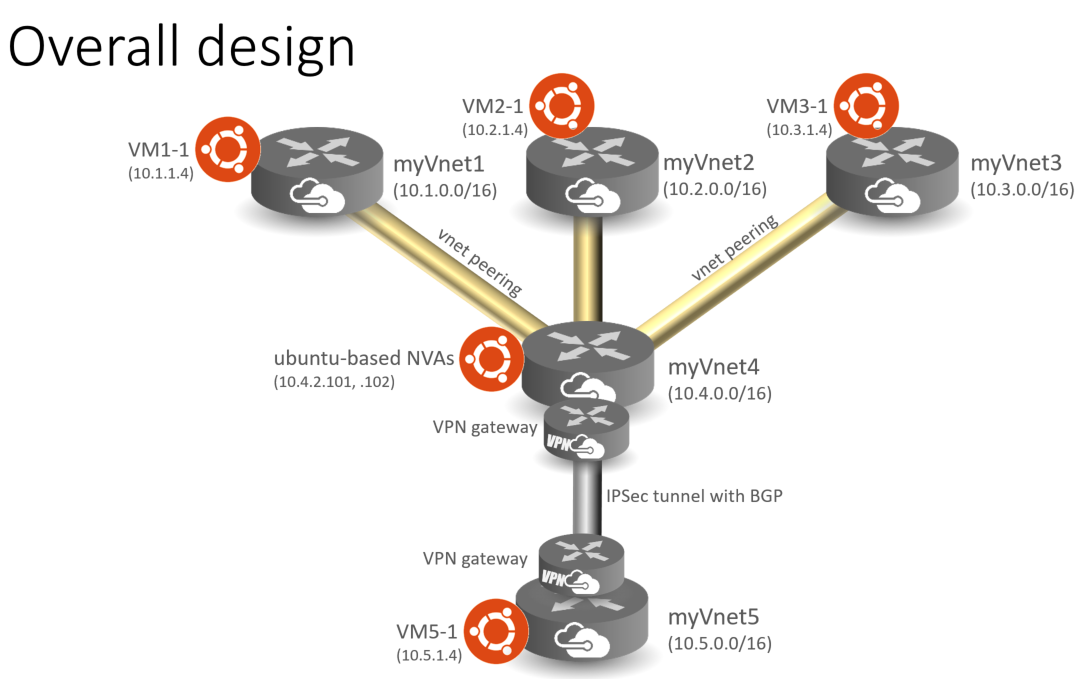 Overall design
VM1-1
(10.1.1.4)
myVnet1
(10.1.0.0/16)
VM2-1
(10.2.1.4)
myVnet2
(10.2.0.0/16)
VM3-1
(10.3.1.4)
myVnet3
(10.3.0.0/16)
vnet peering
vnet peering
ubuntu-based NVAs
(10.4.2.101, .102)
myVnet4
(10.4.0.0/16)
VPN gateway
VPN
IPSec tunnel with BGP
VPN gateway
VPN
VM5-1
(10.5.1.4)
myVnet5
(10.5.0.0/16)